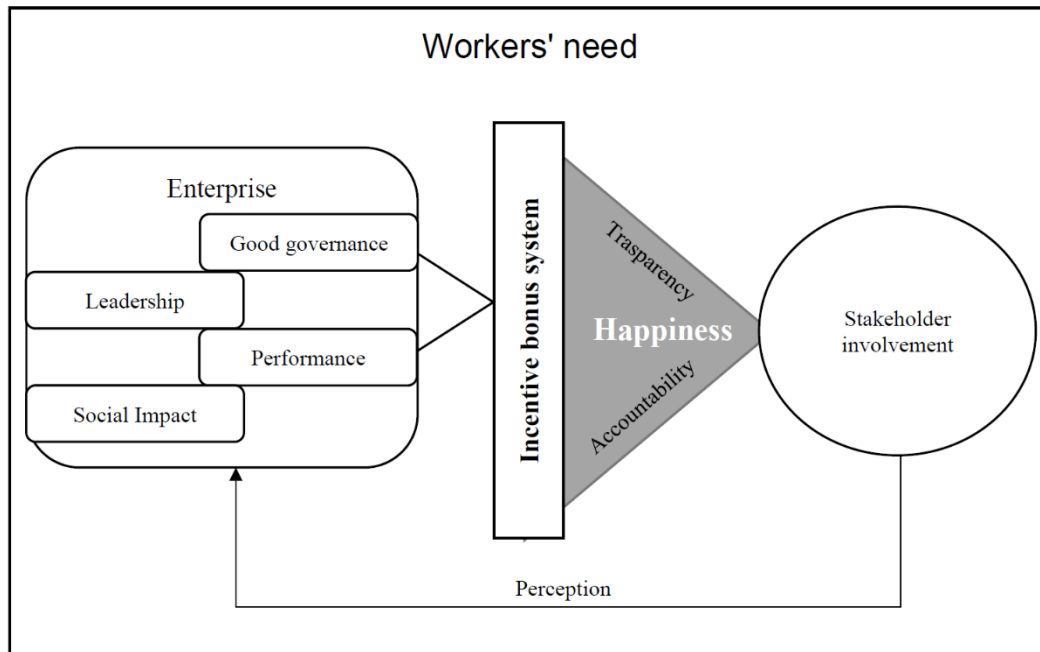 Workers' need
Enterprise
Good governance
Leadership
Performance
Social Impact
Incentive bonus system
Trasparency
Happiness
Accountability
Stakeholder
involvement
Perception